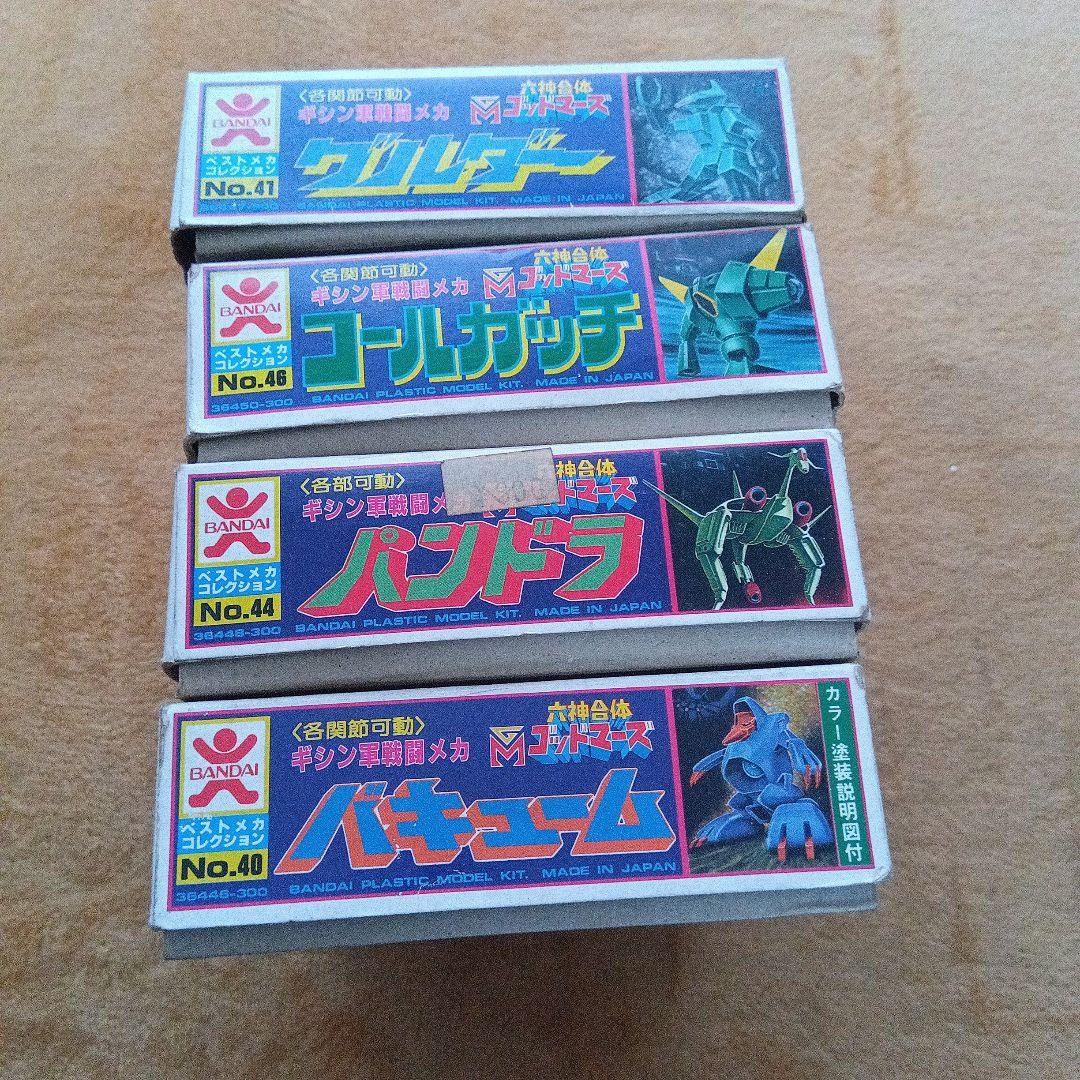 BANDAI
ベストメカ
コレクション
No.41
〈各関節可動〉
ギシン軍戦闘メカ
六神合体
ゴッドマーズ
グルダー
BANDAI PLASTIC MODEL KIT. MADE IN JAPAN
BANDAI
ベストメカ
コレクション
No.46
36450-300
〈各関節可動〉
ギシン軍戦闘メカ
六神合体
ゴッドマーズ
コールガッチ
BANDAI PLASTIC MODEL KIT. MADE IN JAPAN
BANDAI
ベストメカ
コレクション
No.44
36448-300
〈各部可動〉
ギシン軍戦闘メ
神合体
ッドマーズ
パンドラ
BANDAI PLASTIC MODEL KIT. MADE IN JAPAN
BANDAI
ベストメカ
コレクション
No.40
36446-300
〈各関節可動〉
ギシン軍戦闘メカ
六神合体
ゴッドマーズ
バキューム
BANDAI PLASTIC MODEL KIT. MADE IN JAPAN
カラー塗装説明図付